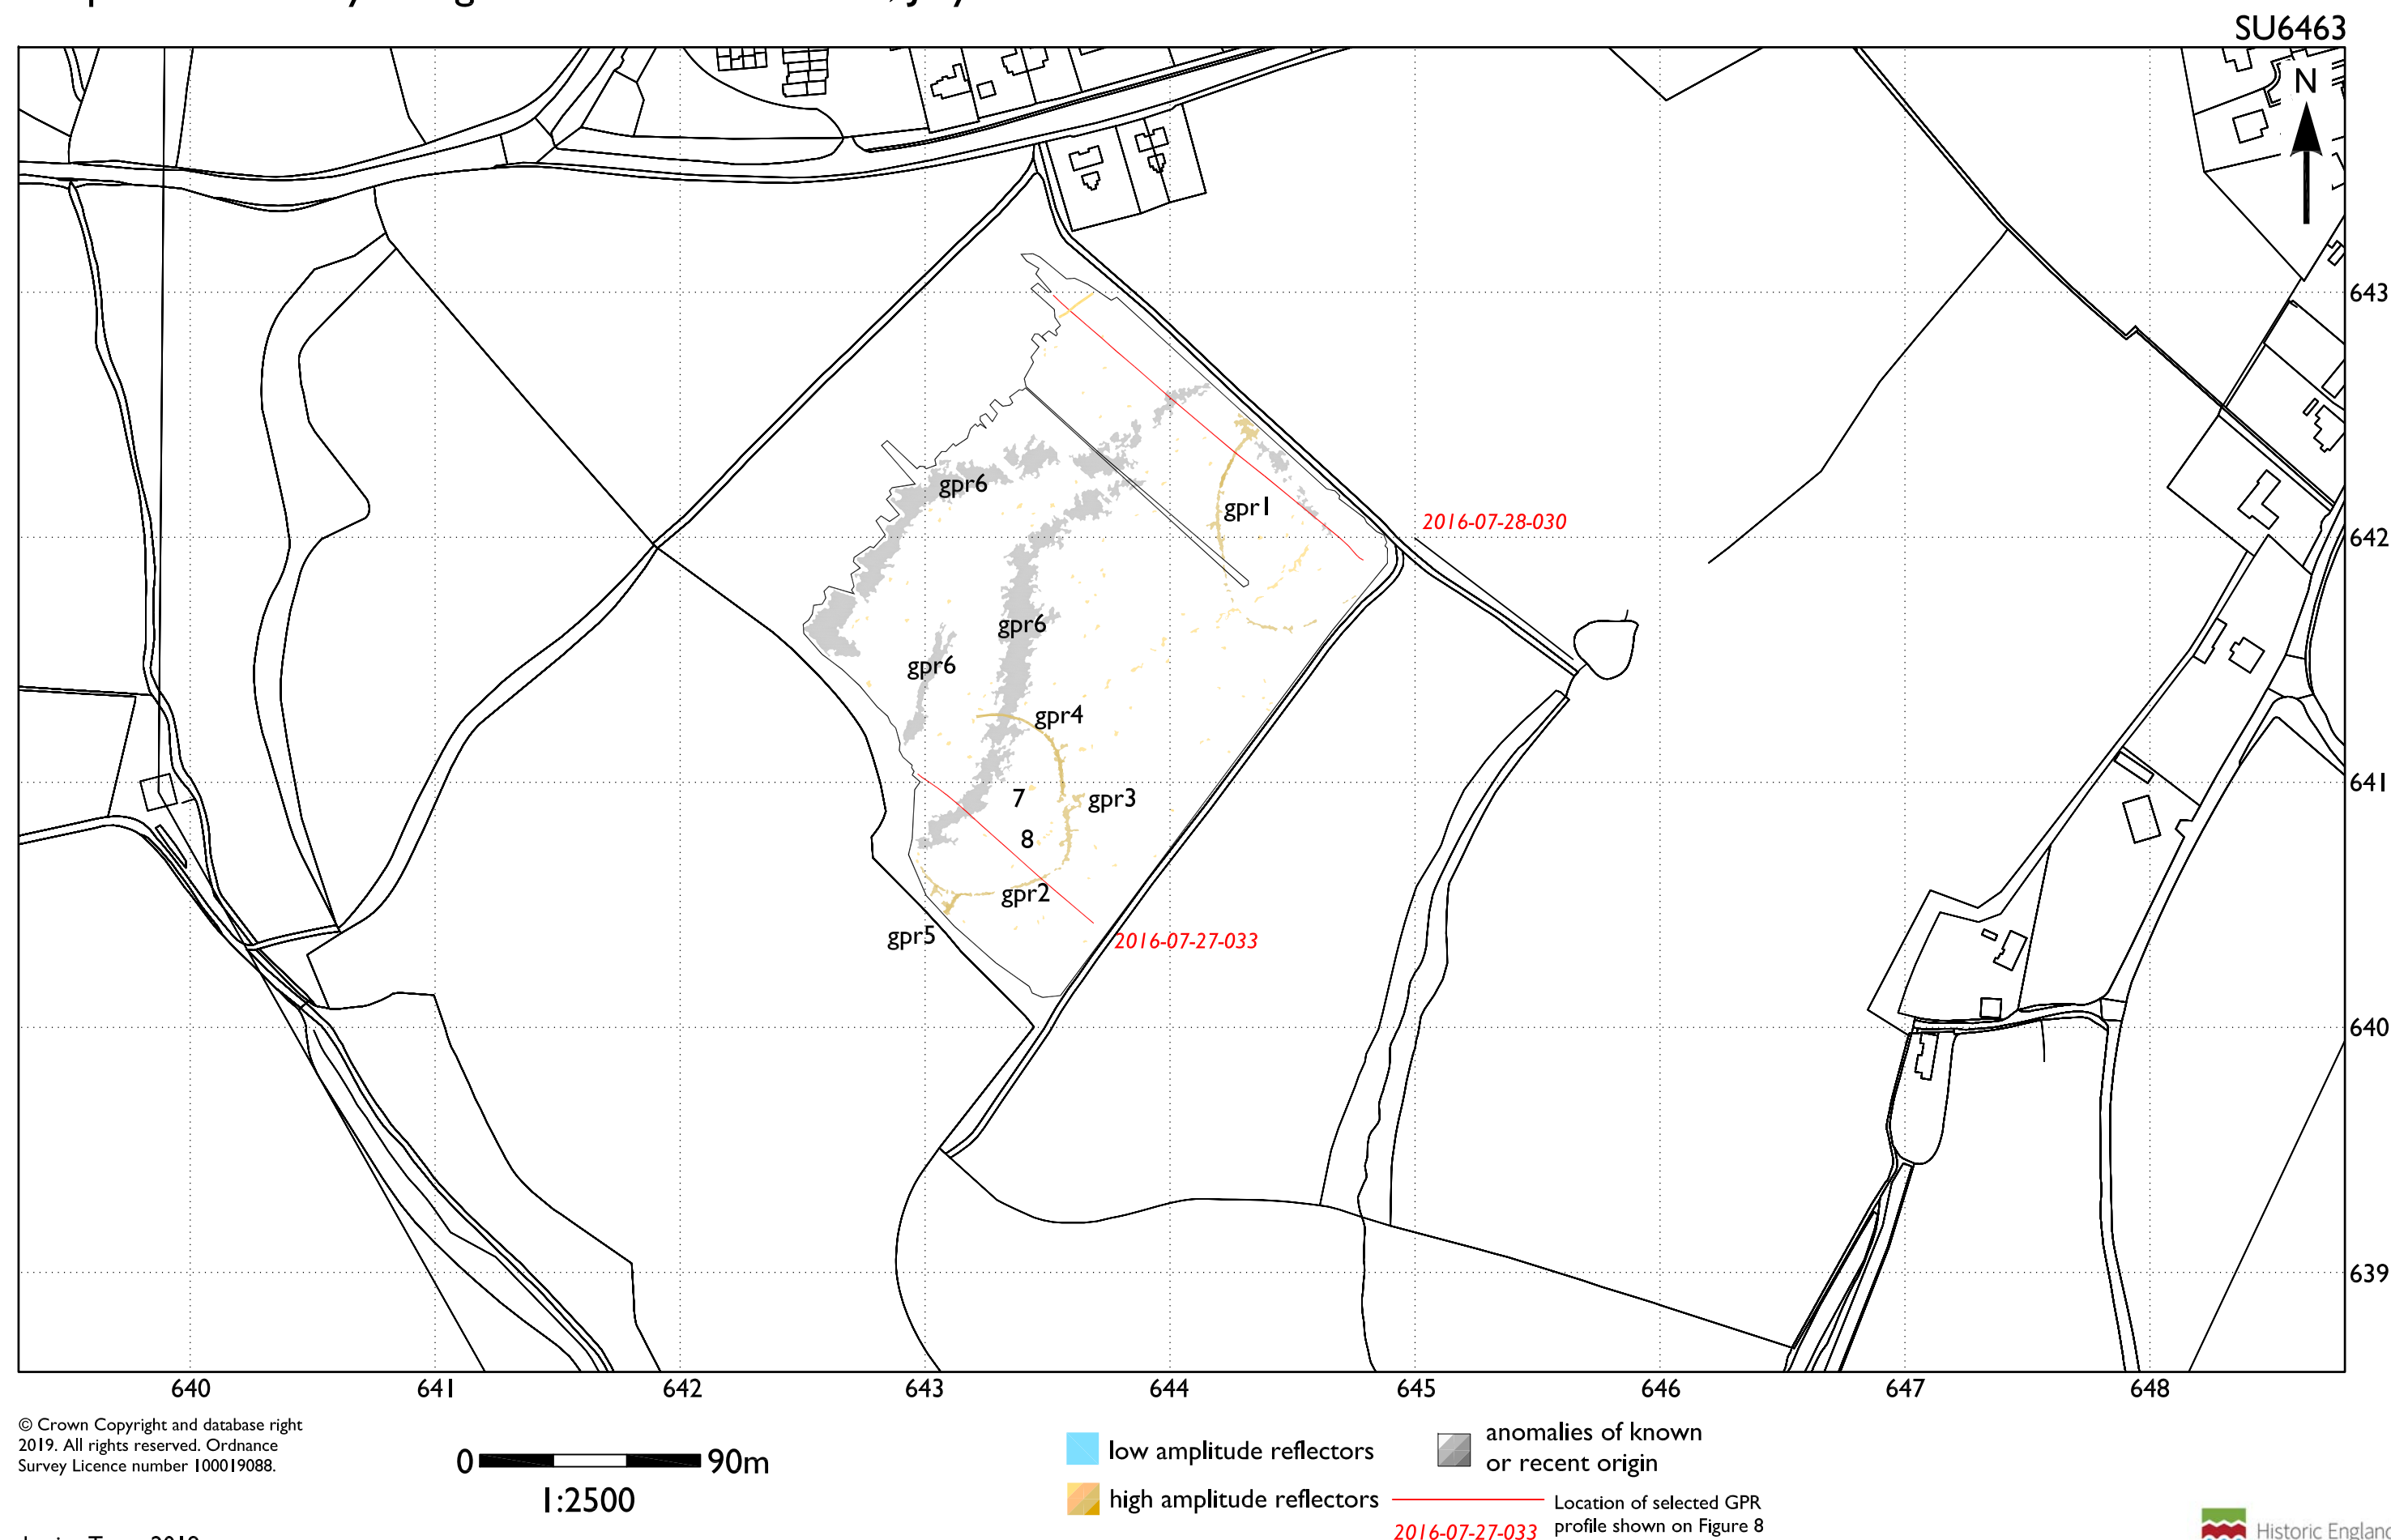 SU6463
N
643
gpr6
gpr1
2016-07-28-030
642
gpr6
gpr6
gpr4
641
7
gpr3
8
gpr2
gpr5
2016-07-27-033
640
639
640 641 642 643 644 645 646 647 648
© Crown Copyright and database right
2019. All rights reserved. Ordnance
Survey Licence number 100019088.
0 90m
1:2500
low amplitude reflectors
high amplitude reflectors
anomalies of known
or recent origin
Location of selected GPR
profile shown on Figure 8
2016-07-27-033
Historic England